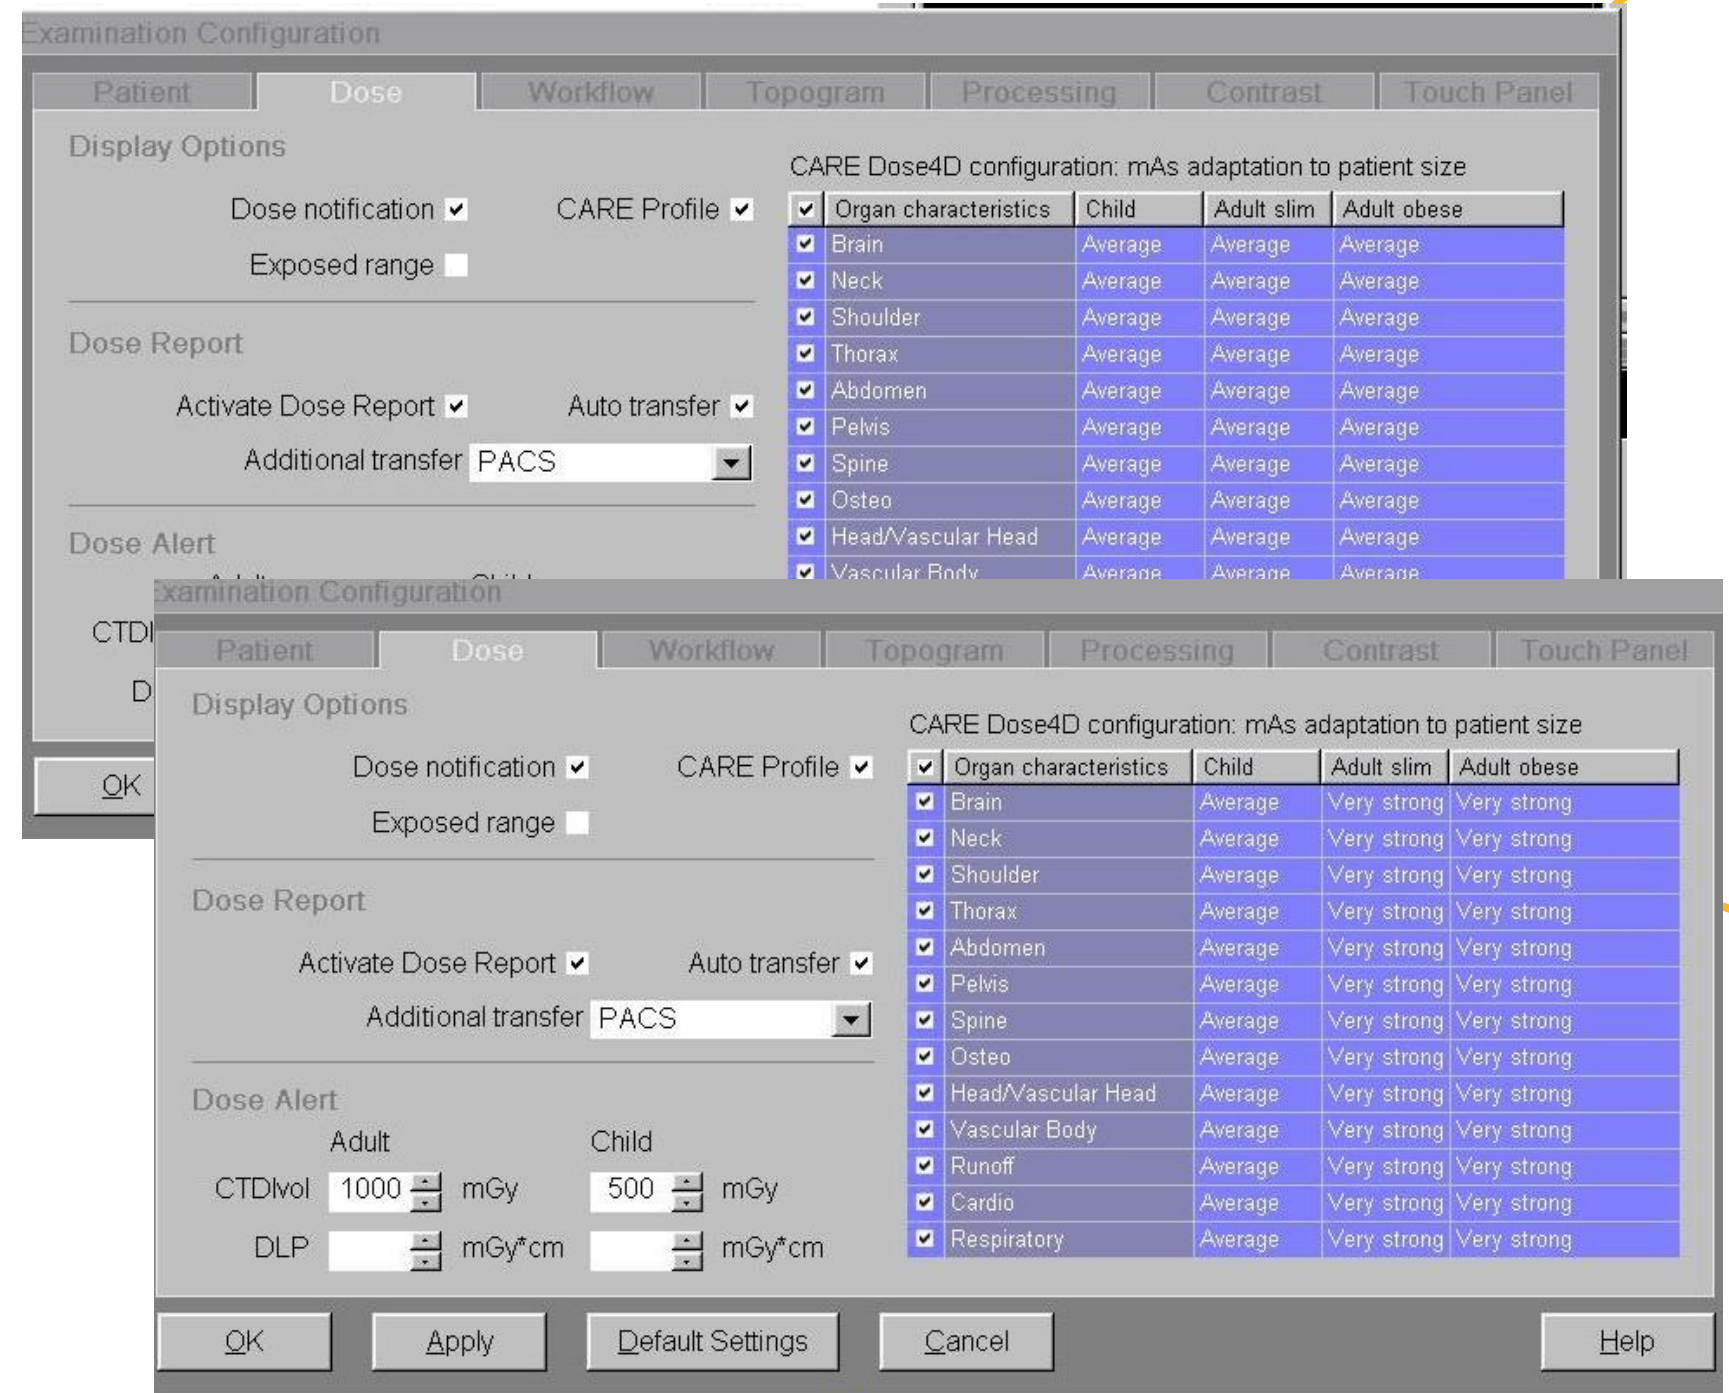 Examination Configuration
Patient Dose Workflow Topogram Processing Contrast Touch Panel
Display Options
Dose notification CARE Profile
Exposed range
Dose Report
Activate Dose Report Auto transfer
Additional transfer PACS
Dose Alert
Adult Child
CTDI
D
OK
CARE Dose4D configuration: mAs adaptation to patient size
Organ characteristics Child Adult slim Adult obese
Brain Average Average Average
Neck Average Average Average
Shoulder Average Average Average
Thorax Average Average Average
Abdomen Average Average Average
Pelvis Average Average Average
Spine Average Average Average
Osteo Average Average Average
Head/Vascular Head Average Average Average
Vascular Body Average Average Average
Examination Configuration
Patient Dose Workflow Topogram Processing Contrast Touch Panel
Display Options
Dose notification CARE Profile
Exposed range
Dose Report
Activate Dose Report Auto transfer
Additional transfer PACS
Dose Alert
Adult Child
CTDIvol 1000 mGy 500 mGy
DLP mGy*cm mGy*cm
CARE Dose4D configuration: mAs adaptation to patient size
Organ characteristics Child Adult slim Adult obese
Brain Average Very strong Very strong
Neck Average Very strong Very strong
Shoulder Average Very strong Very strong
Thorax Average Very strong Very strong
Abdomen Average Very strong Very strong
Pelvis Average Very strong Very strong
Spine Average Very strong Very strong
Osteo Average Very strong Very strong
Head/Vascular Head Average Very strong Very strong
Vascular Body Average Very strong Very strong
Runoff Average Very strong Very strong
Cardio Average Very strong Very strong
Respiratory Average Very strong Very strong
OK Apply Default Settings Cancel Help